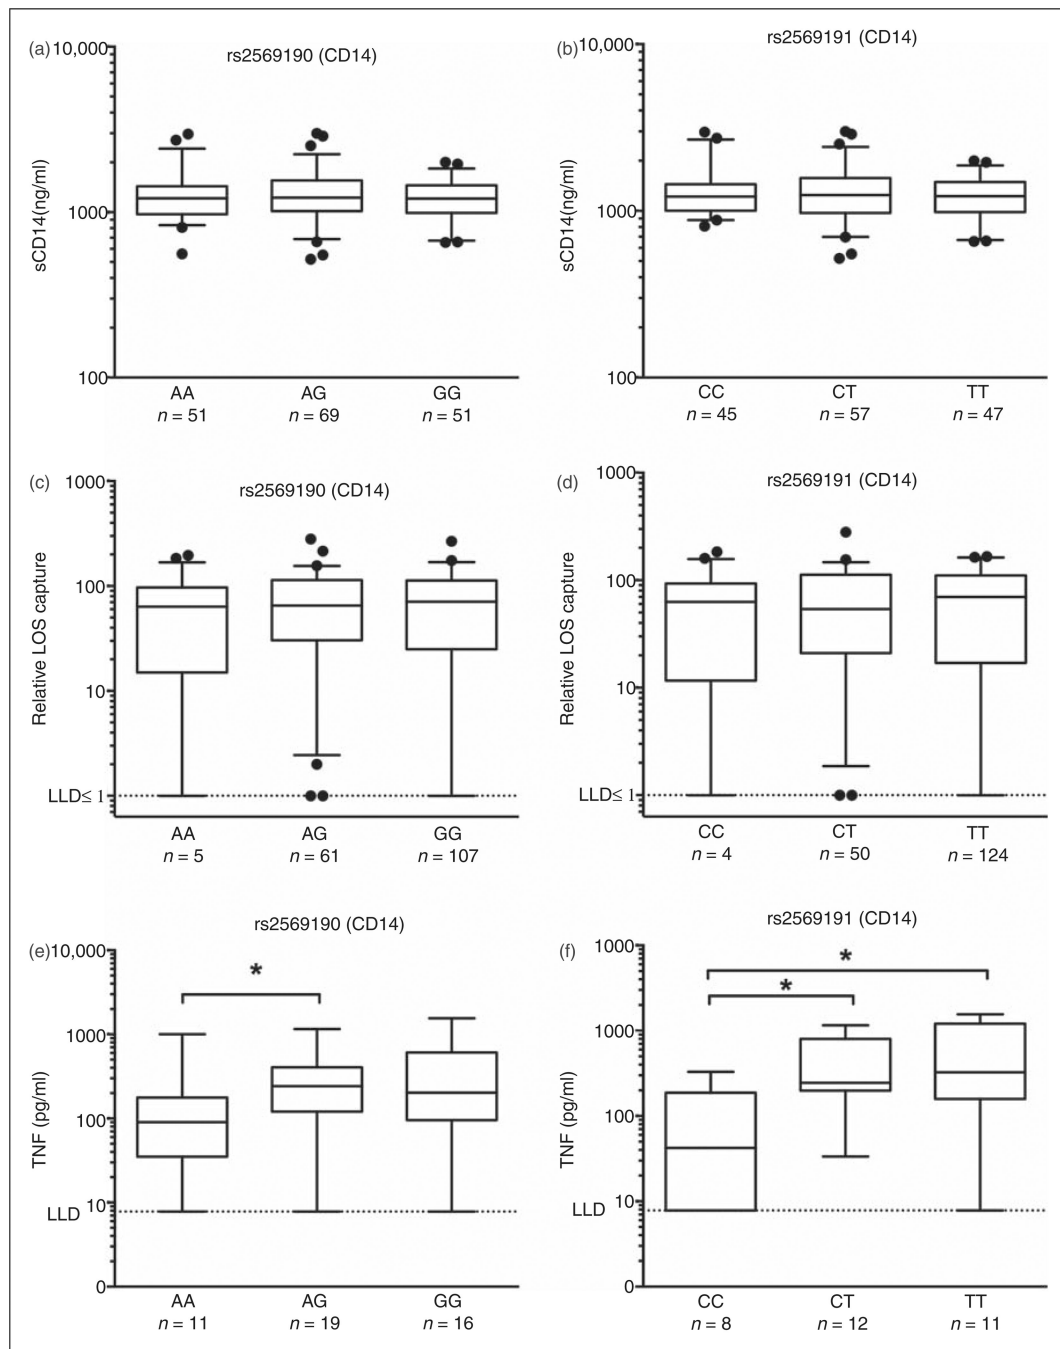 (a)
rs2569190 (CD14)
10,000
1000
100
sCD14(ng/ml)
AA
AG
GG
n = 51
n = 69
n = 51
(b)
rs2569191 (CD14)
10,000
1000
100
sCD14(ng/ml)
CC
CT
TT
n = 45
n = 57
n = 47
(c)
rs2569190 (CD14)
1000
100
10
LLD≤ 1
Relative LOS capture
AA
AG
GG
n = 5
n = 61
n = 107
(d)
rs2569191 (CD14)
1000
100
10
LLD≤ 1
Relative LOS capture
CC
CT
TT
n = 4
n = 50
n = 124
(e)
rs2569190 (CD14)
10,000
1000
100
10
LLD
0
TNF (pg/ml)
*
AA
AG
GG
n = 11
n = 19
n = 16
(f)
rs2569191 (CD14)
1000
1000
100
10
LLD
0
TNF (pg/ml)
*
*
CC
CT
TT
n = 8
n = 12
n = 11